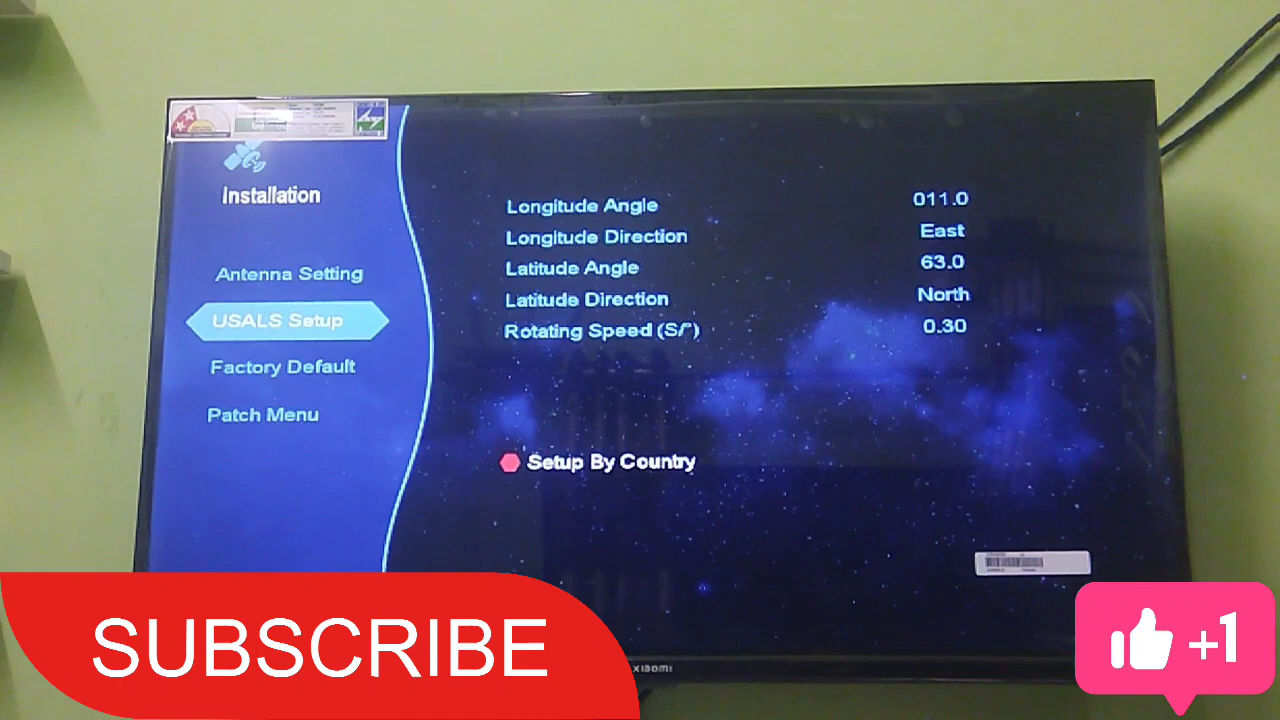 Installation
Antenna Setting
USALS Setup
Factory Default
Patch Menu
Longitude Angle 011.0
Longitude Direction East
Latitude Angle 63.0
Latitude Direction North
Rotating Speed (S/°) 0.30
Setup By Country
xiaomi
SUBSCRIBE
+1